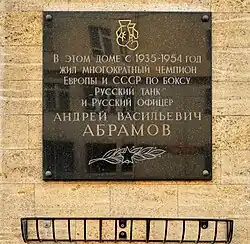 В ЭТОМ ДОМЕ С 1935-1954 ГОД
ЖИЛ МНОГОКРАТНЫЙ ЧЕМПИОН
ЕВРОПЫ И СССР ПО БОКСУ
„РУССКИЙ ТАНК"
И РУССКИЙ ОФИЦЕР
АНДРЕЙ ВАСИЛЬЕВИЧ
АБРАМОВ